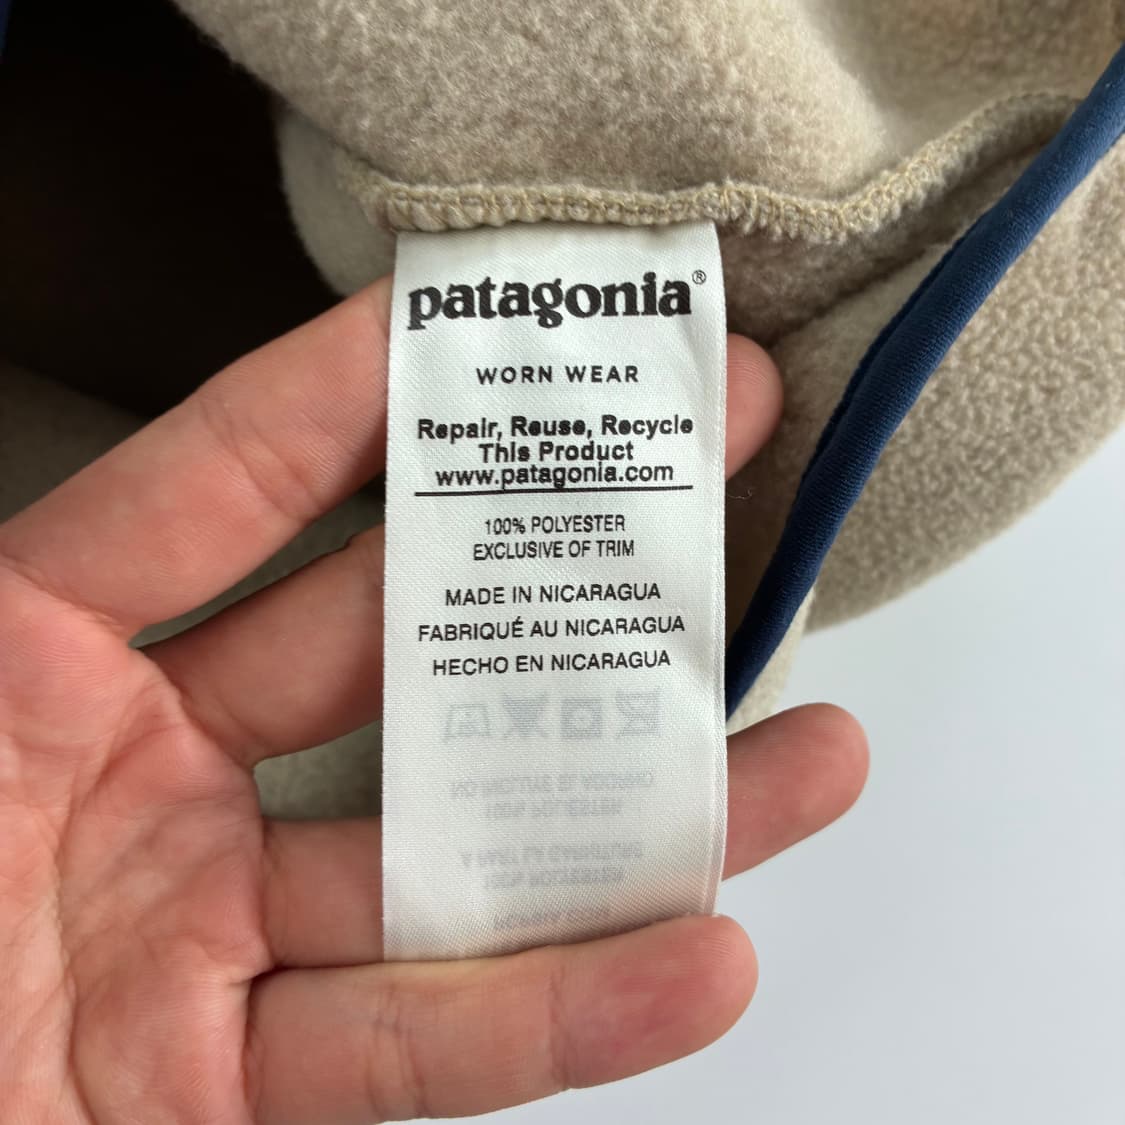 patagonia®
WORN WEAR
Repair, Reuse, Recycle
This Product
www.patagonia.com
100% POLYESTER
EXCLUSIVE OF TRIM
MADE IN NICARAGUA
FABRIQUÉ AU NICARAGUA
HECHO EN NICARAGUA